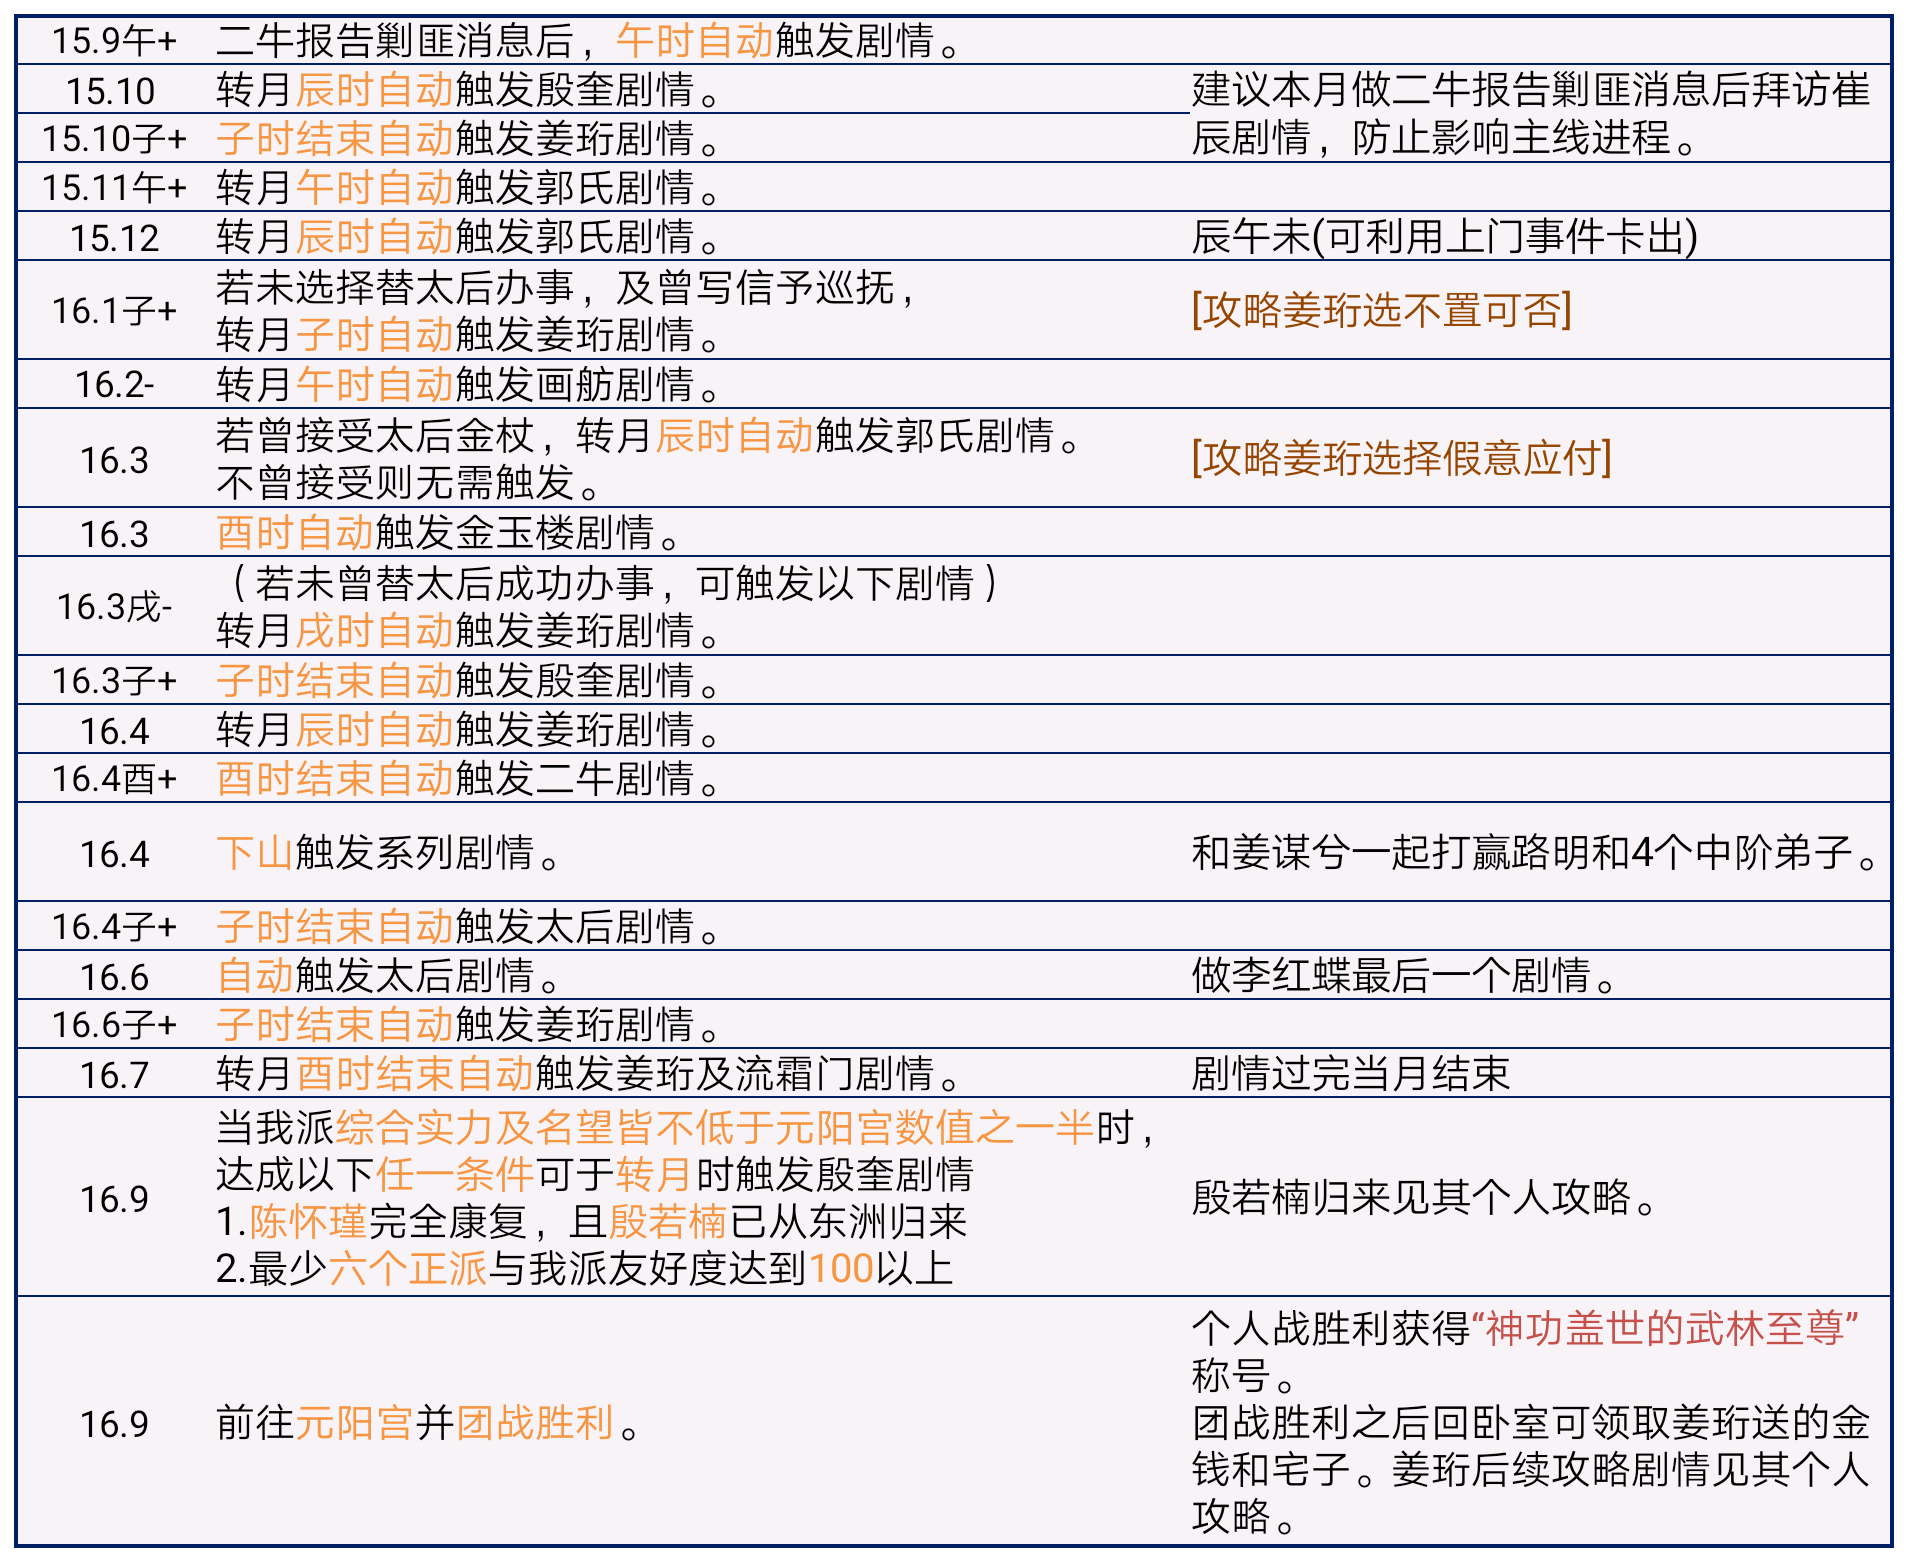 15.9午+ 二牛报告剿匪消息后，午时自动触发剧情。
15.10 转月辰时自动触发殷奎剧情。 建议本月做二牛报告剿匪消息后拜访崔
15.10子+ 子时结束自动触发姜珩剧情。 辰剧情，防止影响主线进程。
15.11午+ 转月午时自动触发郭氏剧情。
15.12 转月辰时自动触发郭氏剧情。 辰午未(可利用上门事件卡出)
若未选择替太后办事，及曾写信予巡抚，
16.1子+ [攻略姜珩选不置可否]
转月子时自动触发姜珩剧情。
16.2- 转月午时自动触发画舫剧情。
若曾接受太后金杖，转月辰时自动触发郭氏剧情。
16.3 [攻略姜珩选择假意应付]
不曾接受则无需触发。
16.3 酉时自动触发金玉楼剧情。
（若未曾替太后成功办事，可触发以下剧情）
16.3戌-
转月戌时自动触发姜珩剧情。
16.3子+ 子时结束自动触发殷奎剧情。
16.4 转月辰时自动触发姜珩剧情。
16.4酉+ 酉时结束自动触发二牛剧情。
16.4 下山触发系列剧情。 和姜谋兮一起打赢路明和4个中阶弟子。
16.4子+ 子时结束自动触发太后剧情。
16.6 自动触发太后剧情。 做李红蝶最后一个剧情。
16.6子+ 子时结束自动触发姜珩剧情。
16.7 转月酉时结束自动触发姜珩及流霜门剧情。 剧情过完当月结束
当我派综合实力及名望皆不低于元阳宫数值之一半时，
达成以下任一条件可于转月时触发殷奎剧情
16.9 殷若楠归来见其个人攻略。
1.陈怀瑾完全康复，且殷若楠已从东洲归来
2.最少六个正派与我派友好度达到100以上
个人战胜利获得“神功盖世的武林至尊”
称号。
16.9 前往元阳宫并团战胜利。 团战胜利之后回卧室可领取姜珩送的金
钱和宅子。姜珩后续攻略剧情见其个人
攻略。